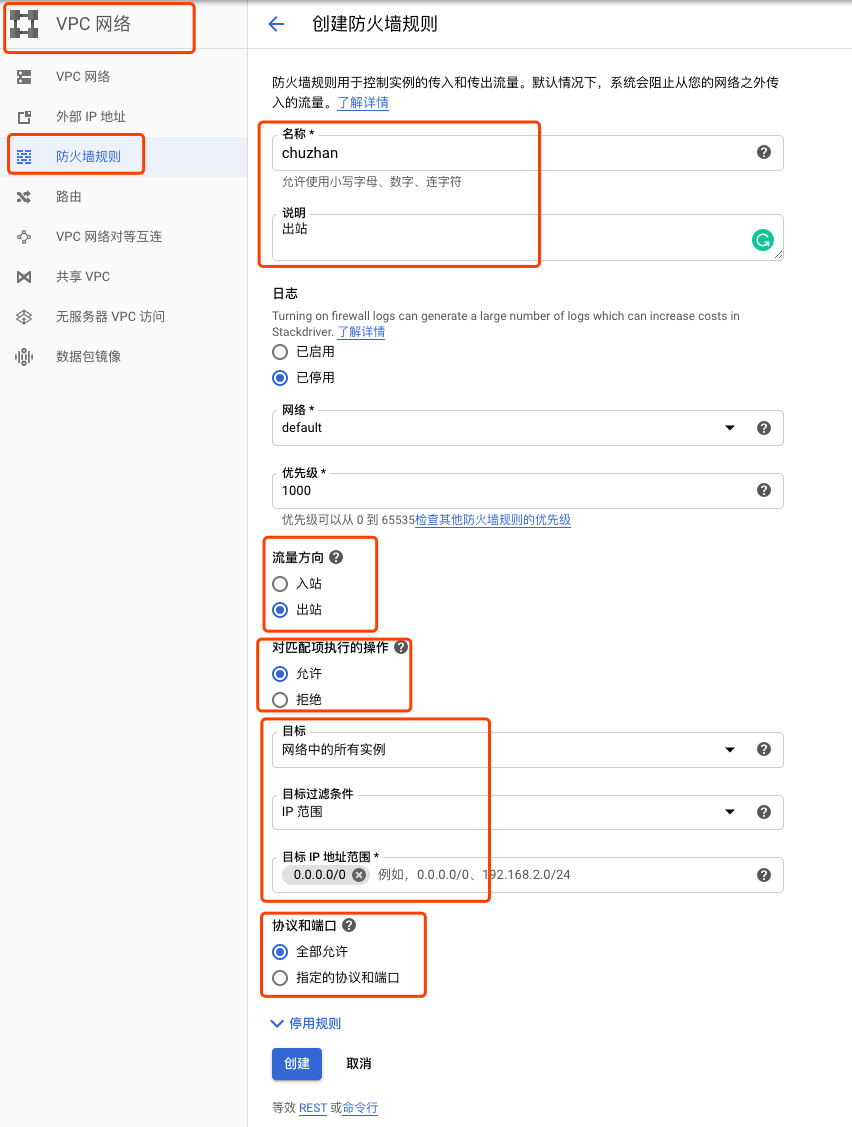 VPC 网络
VPC 网络
外部 IP 地址
防火墙规则
路由
VPC 网络对等互连
共享 VPC
无服务器 VPC 访问
数据包镜像
创建防火墙规则
防火墙规则用于控制实例的传入和传出流量。默认情况下，系统会阻止从您的网络之外传
入的流量。了解详情
名称 *
chuzhan
允许使用小写字母、数字、连字符
说明
出站
日志
Turning on firewall logs can generate a large number of logs which can increase costs in
Stackdriver. 了解详情
已启用
已停用
网络 *
default
优先级 *
1000
优先级可以从 0 到 65535检查其他防火墙规则的优先级
流量方向
入站
出站
对匹配项执行的操作
允许
拒绝
目标
网络中的所有实例
目标过滤条件
IP 范围
目标 IP 地址范围 *
0.0.0.0/0 例如，0.0.0.0/0、192.168.2.0/24
协议和端口
全部允许
指定的协议和端口
停用规则
创建 取消
等效 REST 或命令行